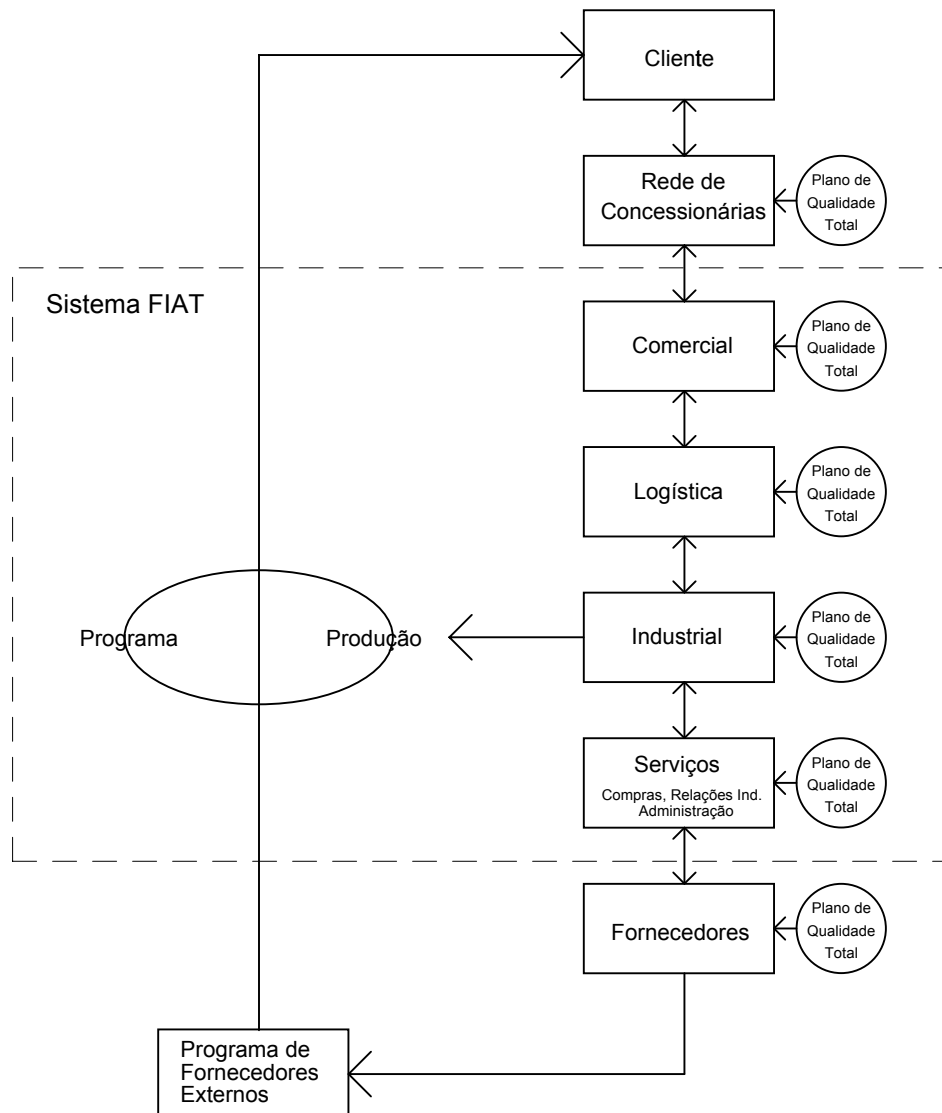 Cliente
Rede de
Concessionárias
Plano de
Qualidade
Total
Sistema FIAT
Comercial
Plano de
Qualidade
Total
Logística
Plano de
Qualidade
Total
Programa
Produção
Industrial
Plano de
Qualidade
Total
Serviços
Compras, Relações Ind.
Administração
Plano de
Qualidade
Total
Fornecedores
Plano de
Qualidade
Total
Programa de
Fornecedores
Externos